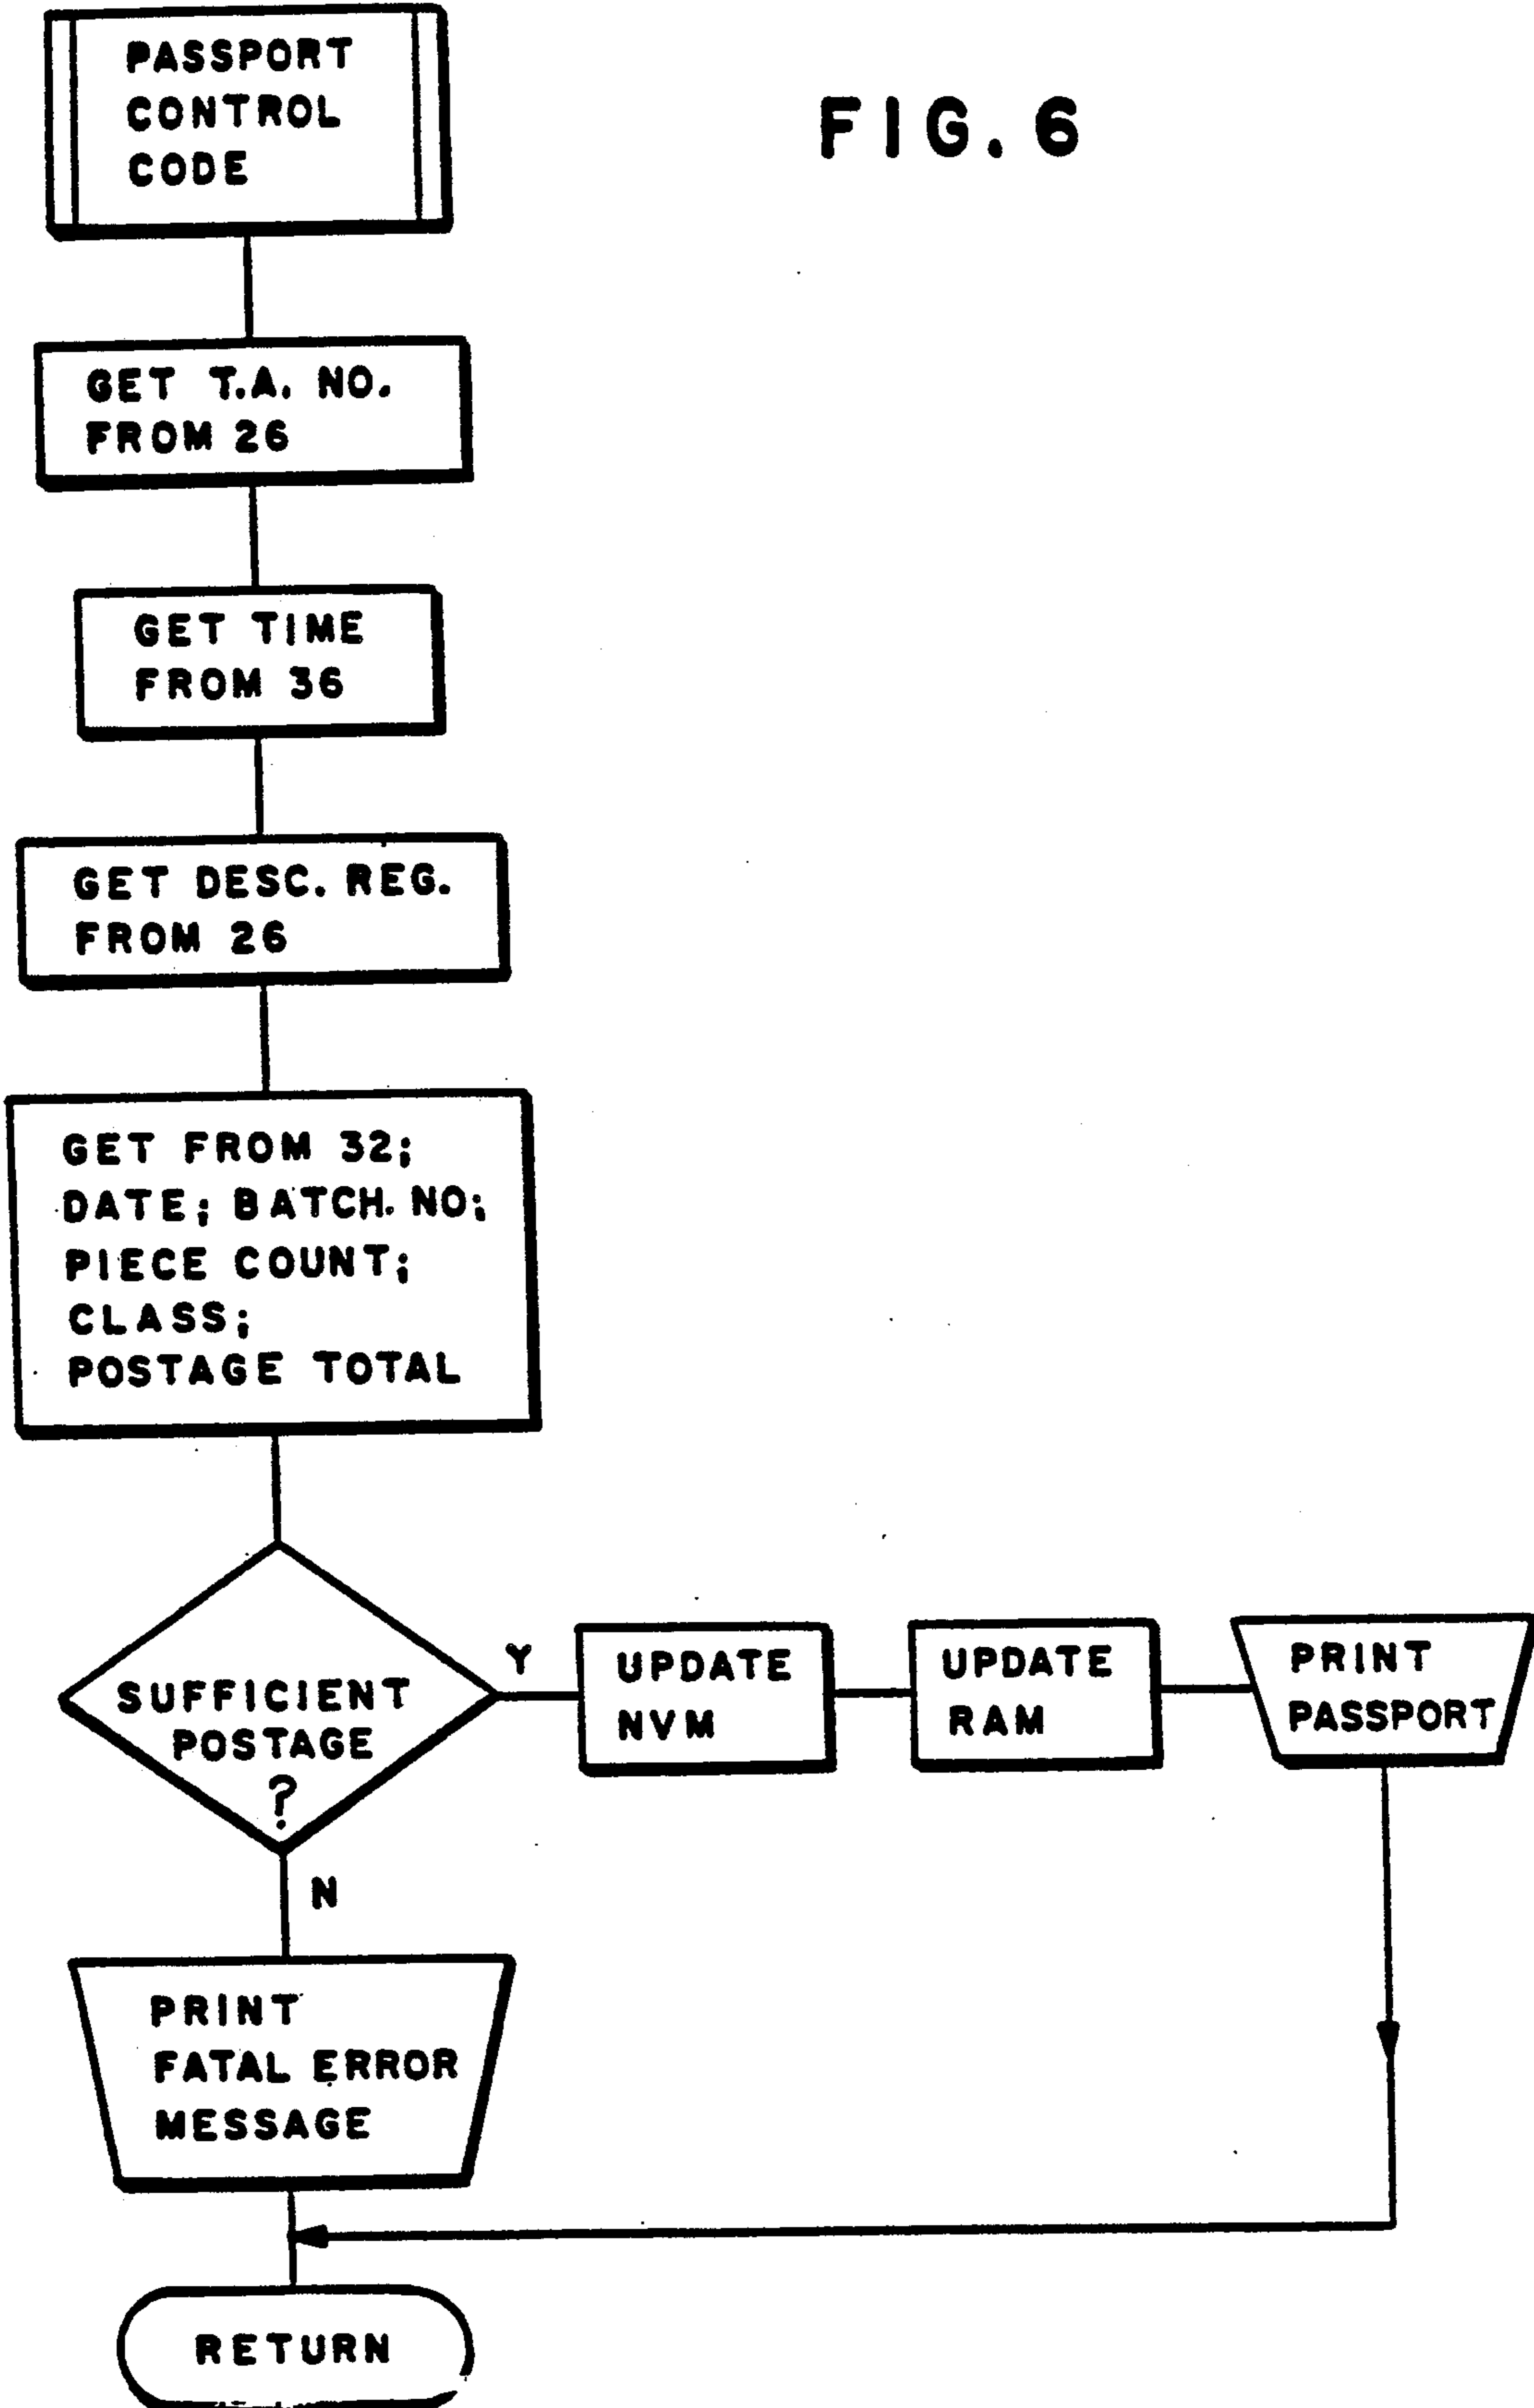 PASSPORT
CONTROL
CODE
FIG. 6
GET T.A. NO.
FROM 26
GET TIME
FROM 36
GET DESC. REG.
FROM 26
GET FROM 32;
DATE; BATCH. NO;
PIECE COUNT;
CLASS;
POSTAGE TOTAL
SUFFICIENT
POSTAGE
?
Y
UPDATE
NVM
UPDATE
RAM
PRINT
PASSPORT
N
PRINT
FATAL ERROR
MESSAGE
RETURN